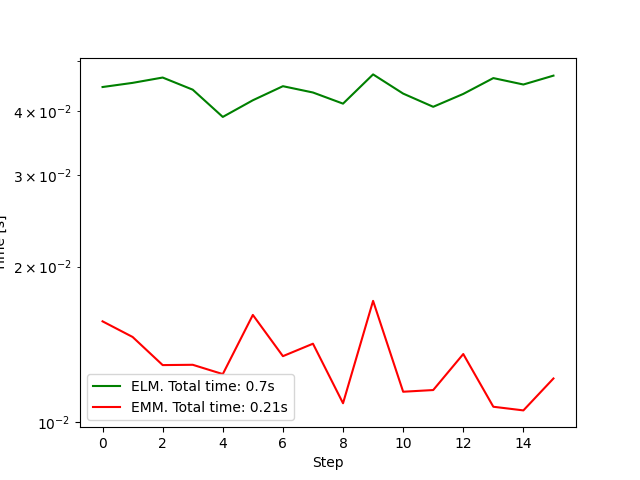 4 × 10⁻²
3 × 10⁻²
2 × 10⁻²
10⁻²
ELM. Total time: 0.7s
EMM. Total time: 0.21s
0 2 4 6 8 10 12 14
Step